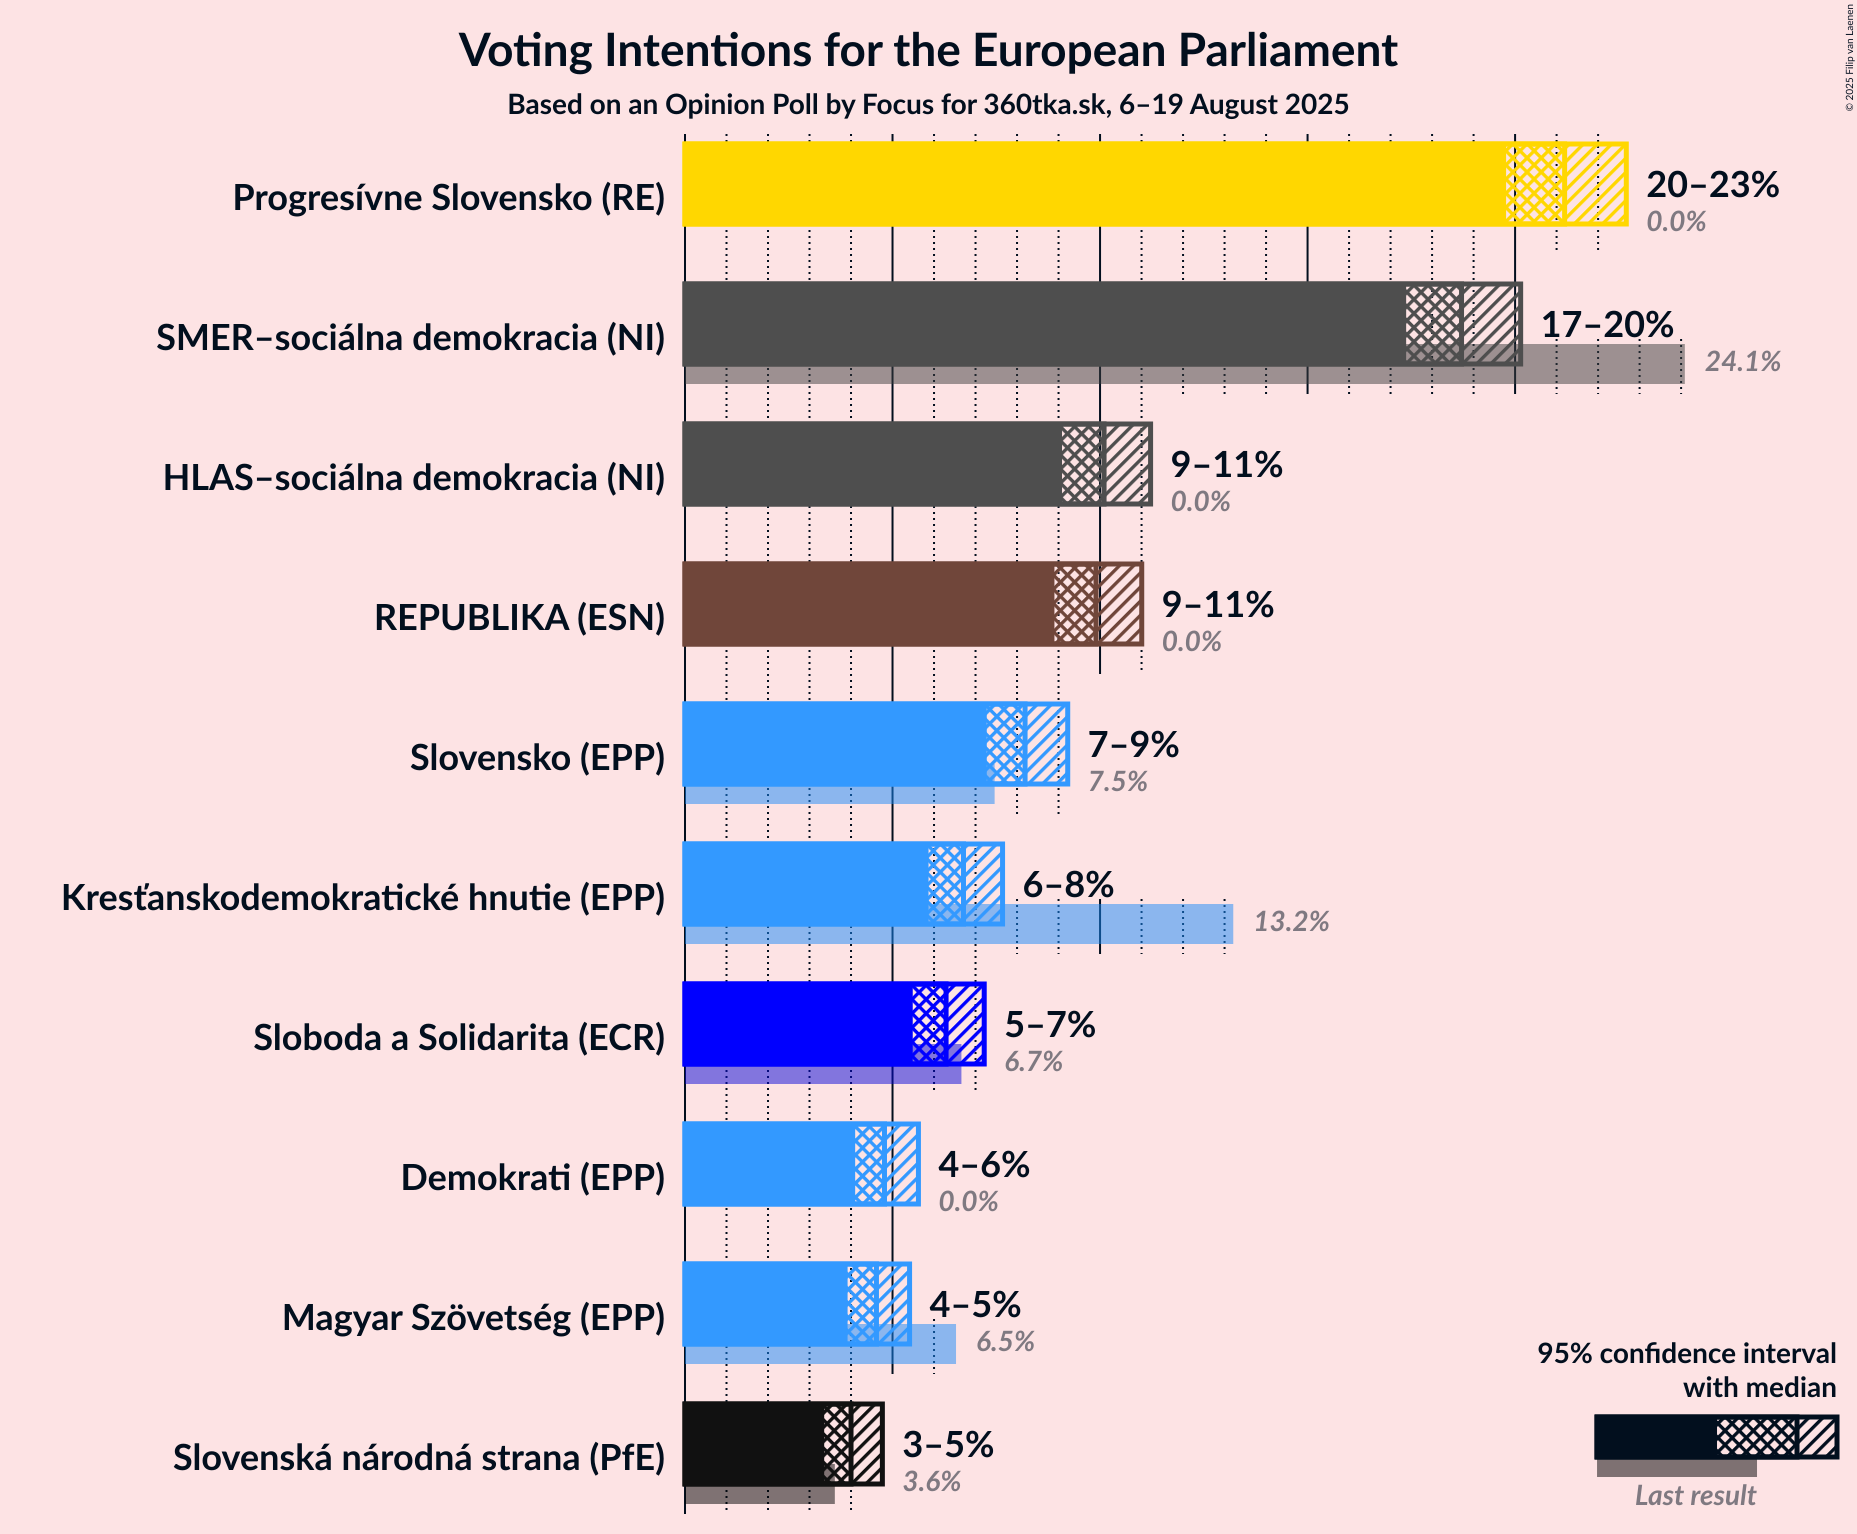 Voting Intentions for the European Parliament
Based on an Opinion Poll by Focus for 360tka.sk, 6–19 August 2025
© 2025 Filip van Laenen
Progresívne Slovensko (RE)
20–23%
0.0%
SMER–sociálna demokracia (NI)
17–20%
24.1%
HLAS–sociálna demokracia (NI)
9–11%
0.0%
REPUBLIKA (ESN)
9–11%
0.0%
Slovensko (EPP)
7–9%
7.5%
Kresťanskodemokratické hnutie (EPP)
6–8%
13.2%
Sloboda a Solidarita (ECR)
5–7%
6.7%
Demokrati (EPP)
4–6%
0.0%
Magyar Szövetség (EPP)
4–5%
6.5%
Slovenská národná strana (PfE)
3–5%
3.6%
95% confidence interval
with median
Last result